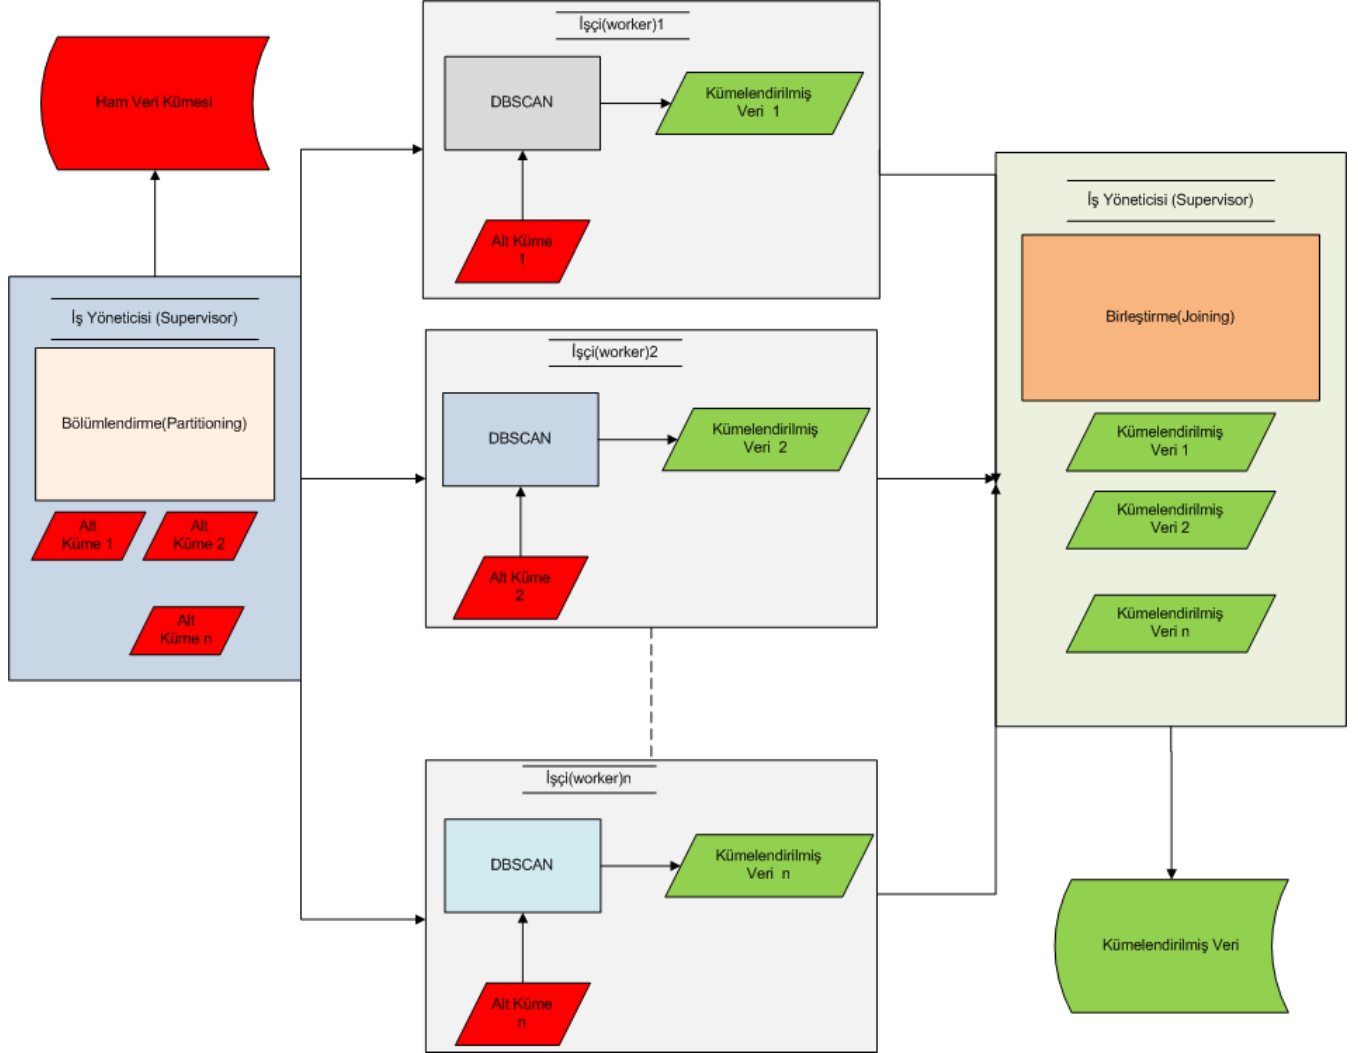 Ham Veri Kümesi
İş Yöneticisi (Supervisor)
Bölümlendirme(Partitioning)
Alt
Küme 1
Alt
Küme 2
Alt
Küme n
İşçi(worker)1
DBSCAN
Kümelendirilmiş
Veri 1
Alt Küme
1
İşçi(worker)2
DBSCAN
Kümelendirilmiş
Veri 2
Alt Küme
2
İşçi(worker)n
DBSCAN
Kümelendirilmiş
Veri n
Alt Küme
n
İş Yöneticisi (Supervisor)
Birleştirme(Joining)
Kümelendirilmiş
Veri 1
Kümelendirilmiş
Veri 2
Kümelendirilmiş
Veri n
Kümelendirilmiş Veri